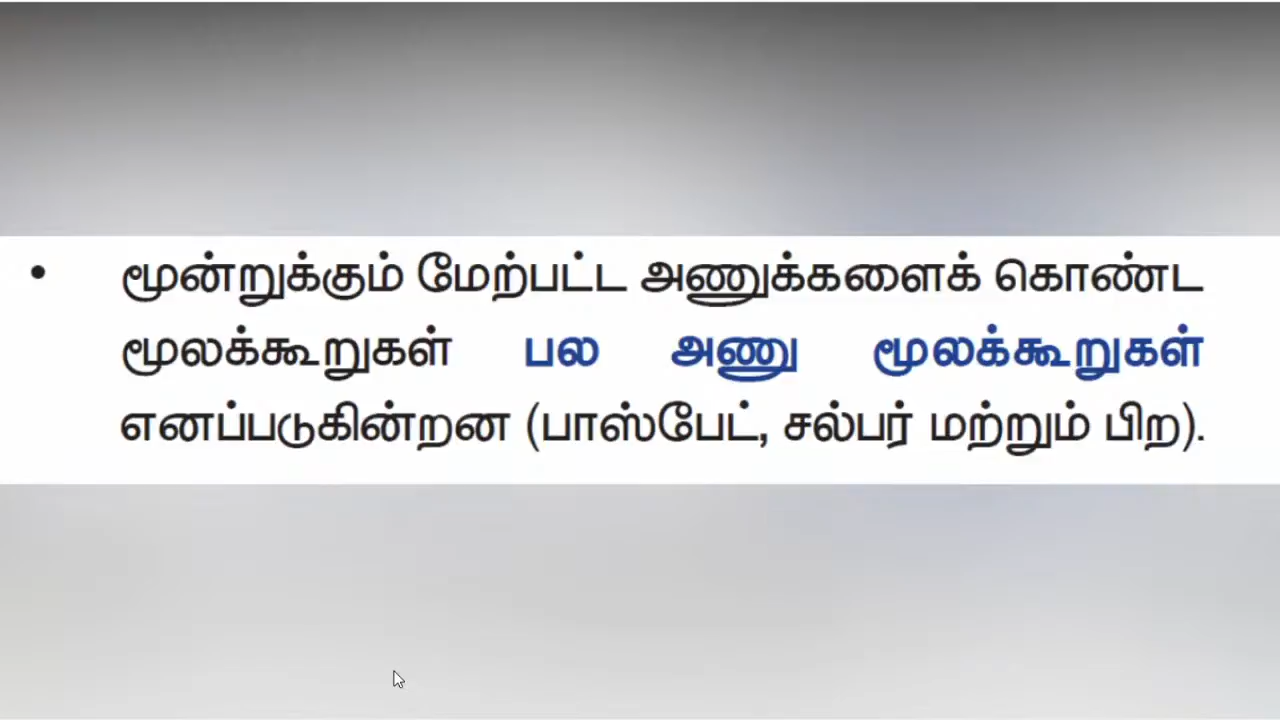 • மூன்றுக்கும் மேற்பட்ட அணுக்களைக் கொண்ட
மூலக்கூறுகள் பல அணு மூலக்கூறுகள்
எனப்படுகின்றன (பாஸ்பேட், சல்பர் மற்றும் பிற).